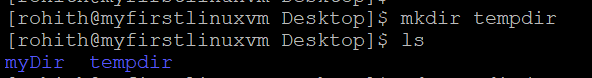 [rohith@myfirstlinuxvm Desktop]$ mkdir tempdir
[rohith@myfirstlinuxvm Desktop]$ ls
myDir  tempdir